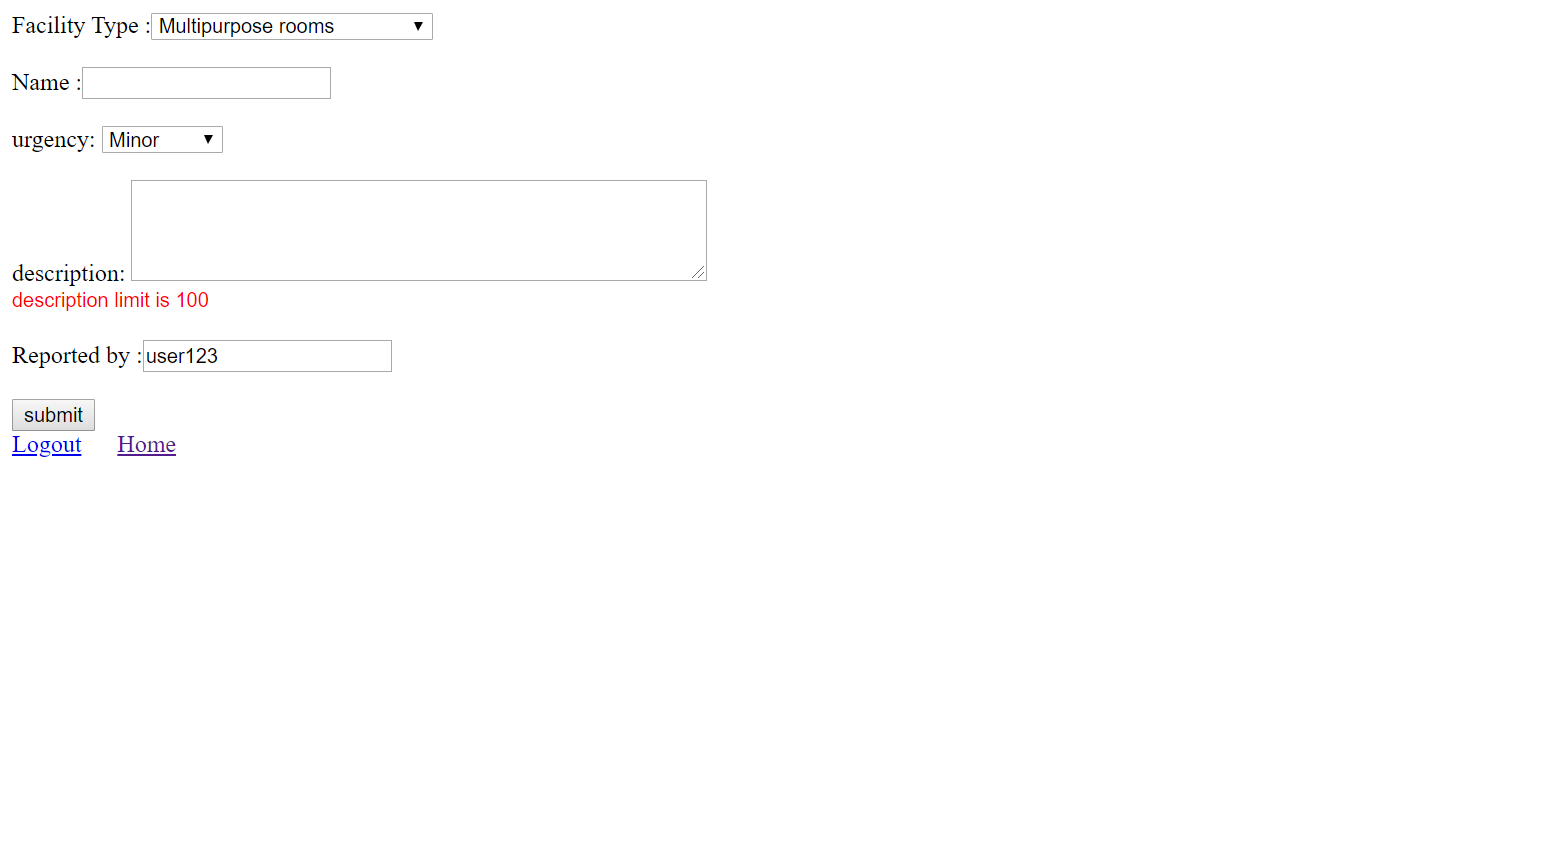 Facility Type : Multipurpose rooms
Name :
urgency: Minor
description:
description limit is 100
Reported by : user123
submit
Logout Home